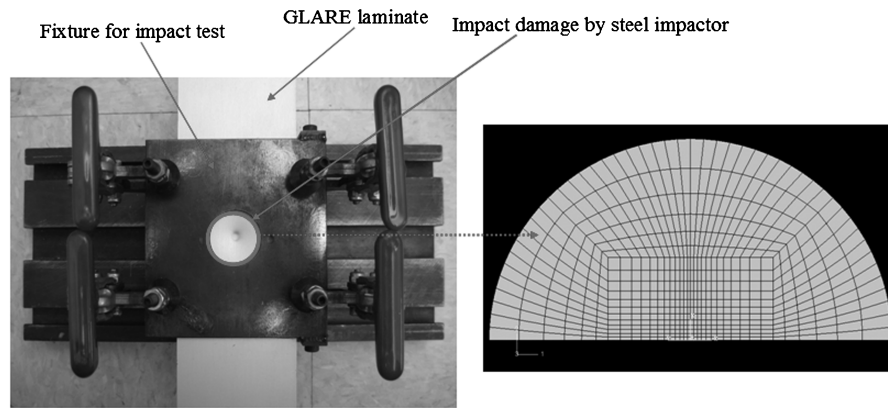 Fixture for impact test
GLARE laminate
Impact damage by steel impactor